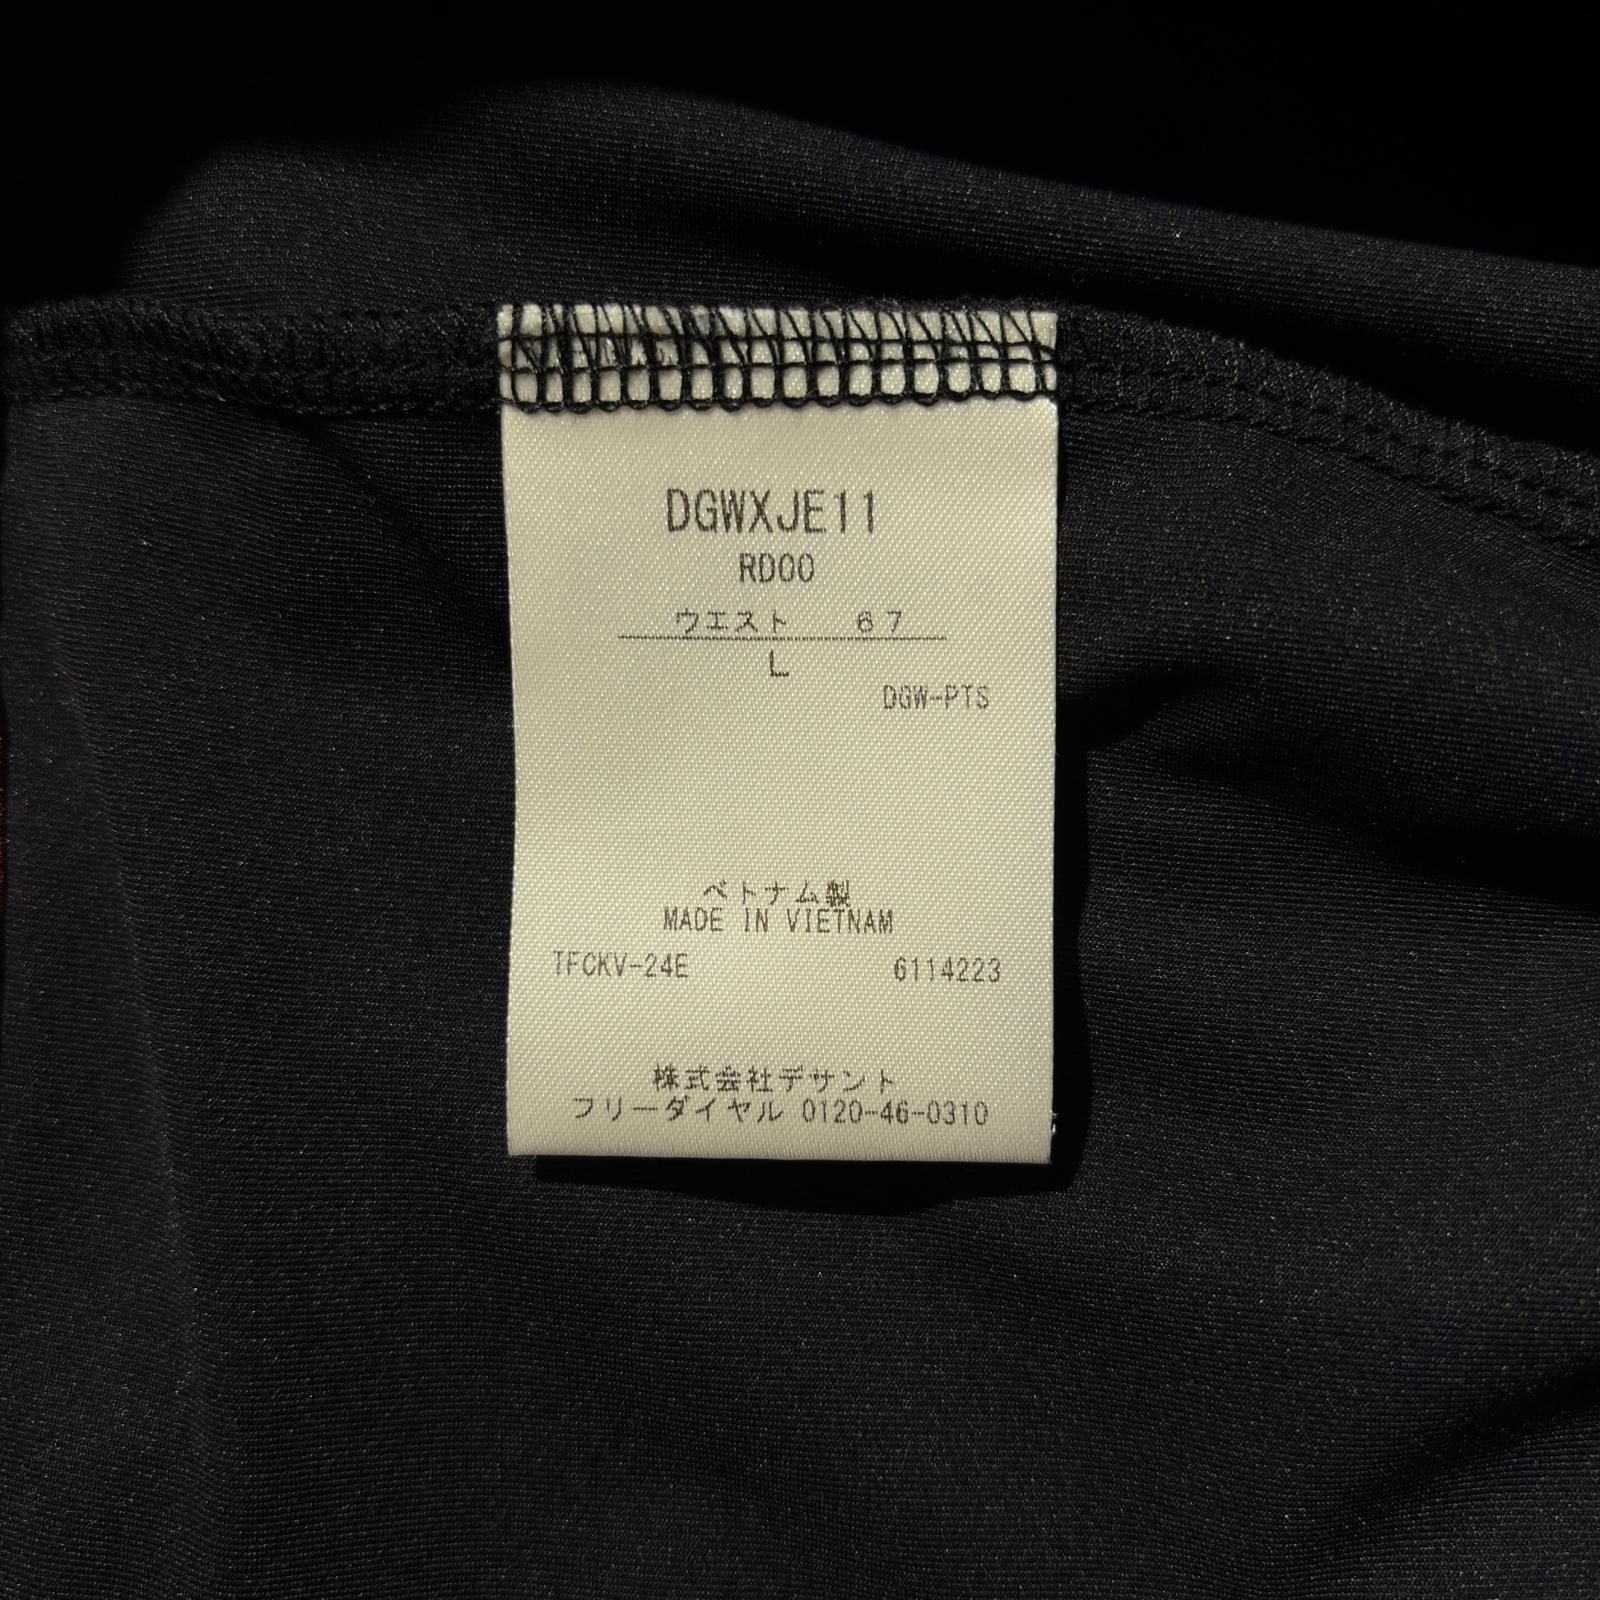 DGWXJE11
RD00
ウエスト 67
L
DGW-PTS
ベトナム製
MADE IN VIETNAM
TFCKV-24E 6114223
株式会社デサント
フリーダイヤル 0120-46-0310